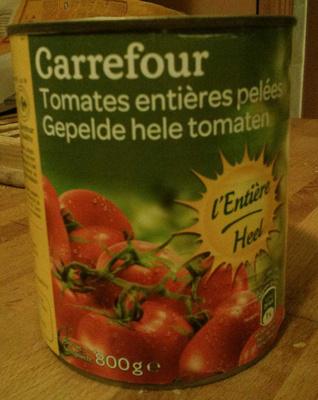 Carrefour
Tomates entières pelées
Gepelde hele tomaten
l'Entière
Heel
800g e